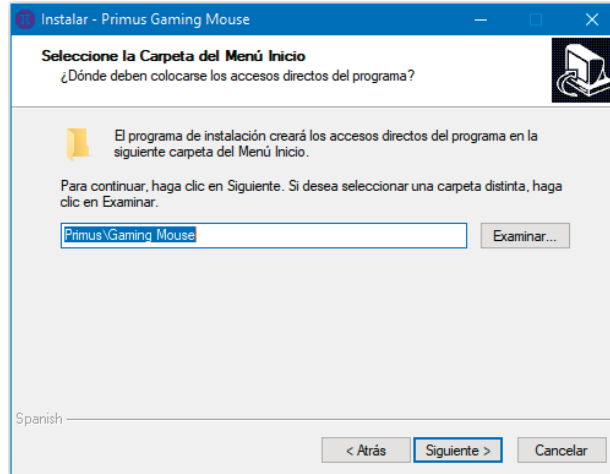 Instalar - Primus Gaming Mouse
Seleccione la Carpeta del Menú Inicio
¿Dónde deben colocarse los accesos directos del programa?
El programa de instalación creará los accesos directos del programa en la
siguiente carpeta del Menú Inicio.
Para continuar, haga clic en Siguiente. Si desea seleccionar una carpeta distinta, haga
clic en Examinar.
Primus\Gaming Mouse
Examinar...
Spanish
< Atrás
Siguiente >
Cancelar